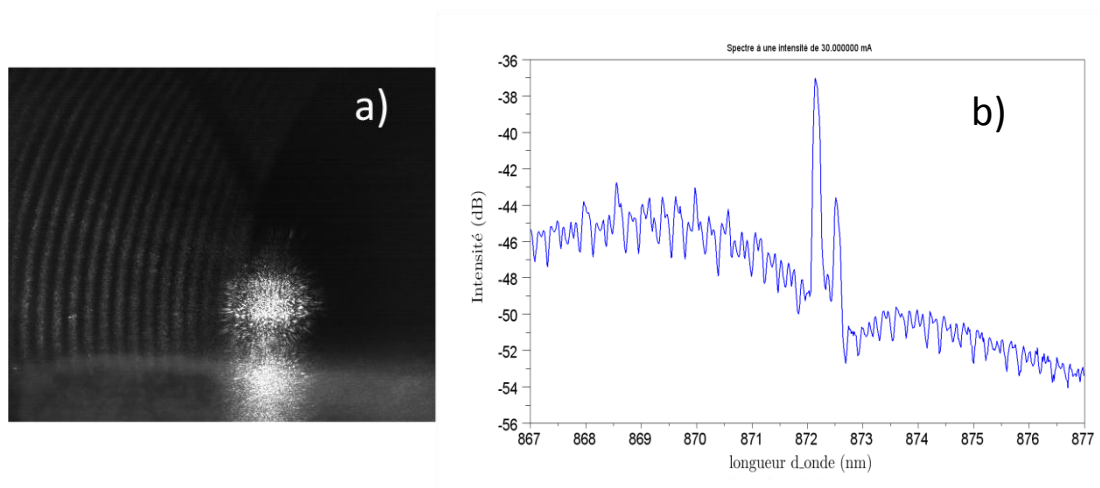 a)
Spectre à une intensité de 30.000000 mA
b)
Intensité (dB)
-36
-38
-40
-42
-44
-46
-48
-50
-52
-54
-56
867 868 869 870 871 872 873 874 875 876 877
longueur d_onde (nm)